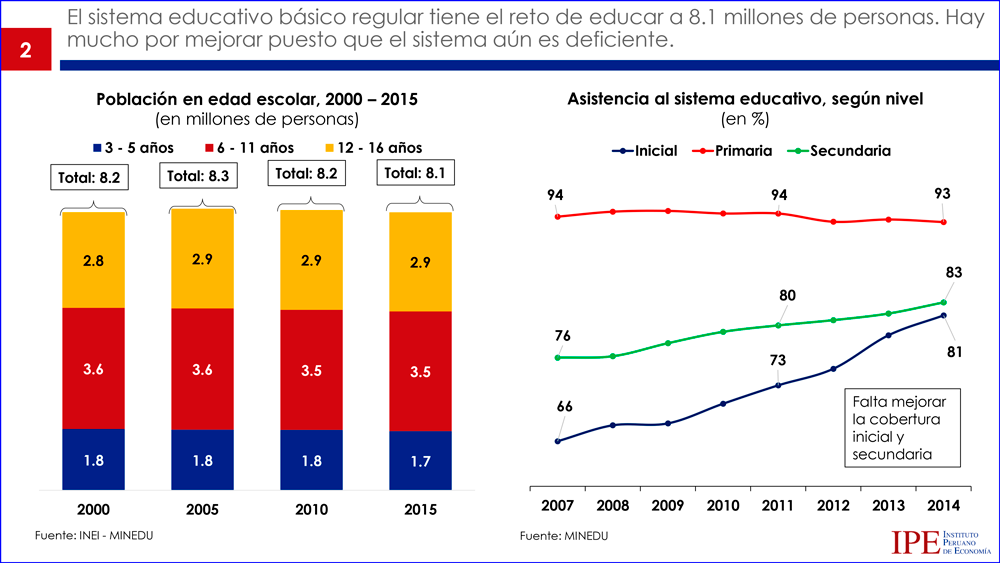 El sistema educativo básico regular tiene el reto de educar a 8.1 millones de personas. Hay
mucho por mejorar puesto que el sistema aún es deficiente.
2
Población en edad escolar, 2000 – 2015
(en millones de personas)
3 - 5 años 6 - 11 años 12 - 16 años
Total: 8.2 Total: 8.3 Total: 8.2 Total: 8.1
2.8 2.9 2.9 2.9
3.6 3.6 3.5 3.5
1.8 1.8 1.8 1.7
2000 2005 2010 2015
Fuente: INEI - MINEDU
Asistencia al sistema educativo, según nivel
(en %)
Inicial Primaria Secundaria
94 94 93
76 80 83
66 73 81
Falta mejorar
la cobertura
inicial y
secundaria
2007 2008 2009 2010 2011 2012 2013 2014
Fuente: MINEDU
IPE
INSTITUTO
PERUANO
DE ECONOMÍA